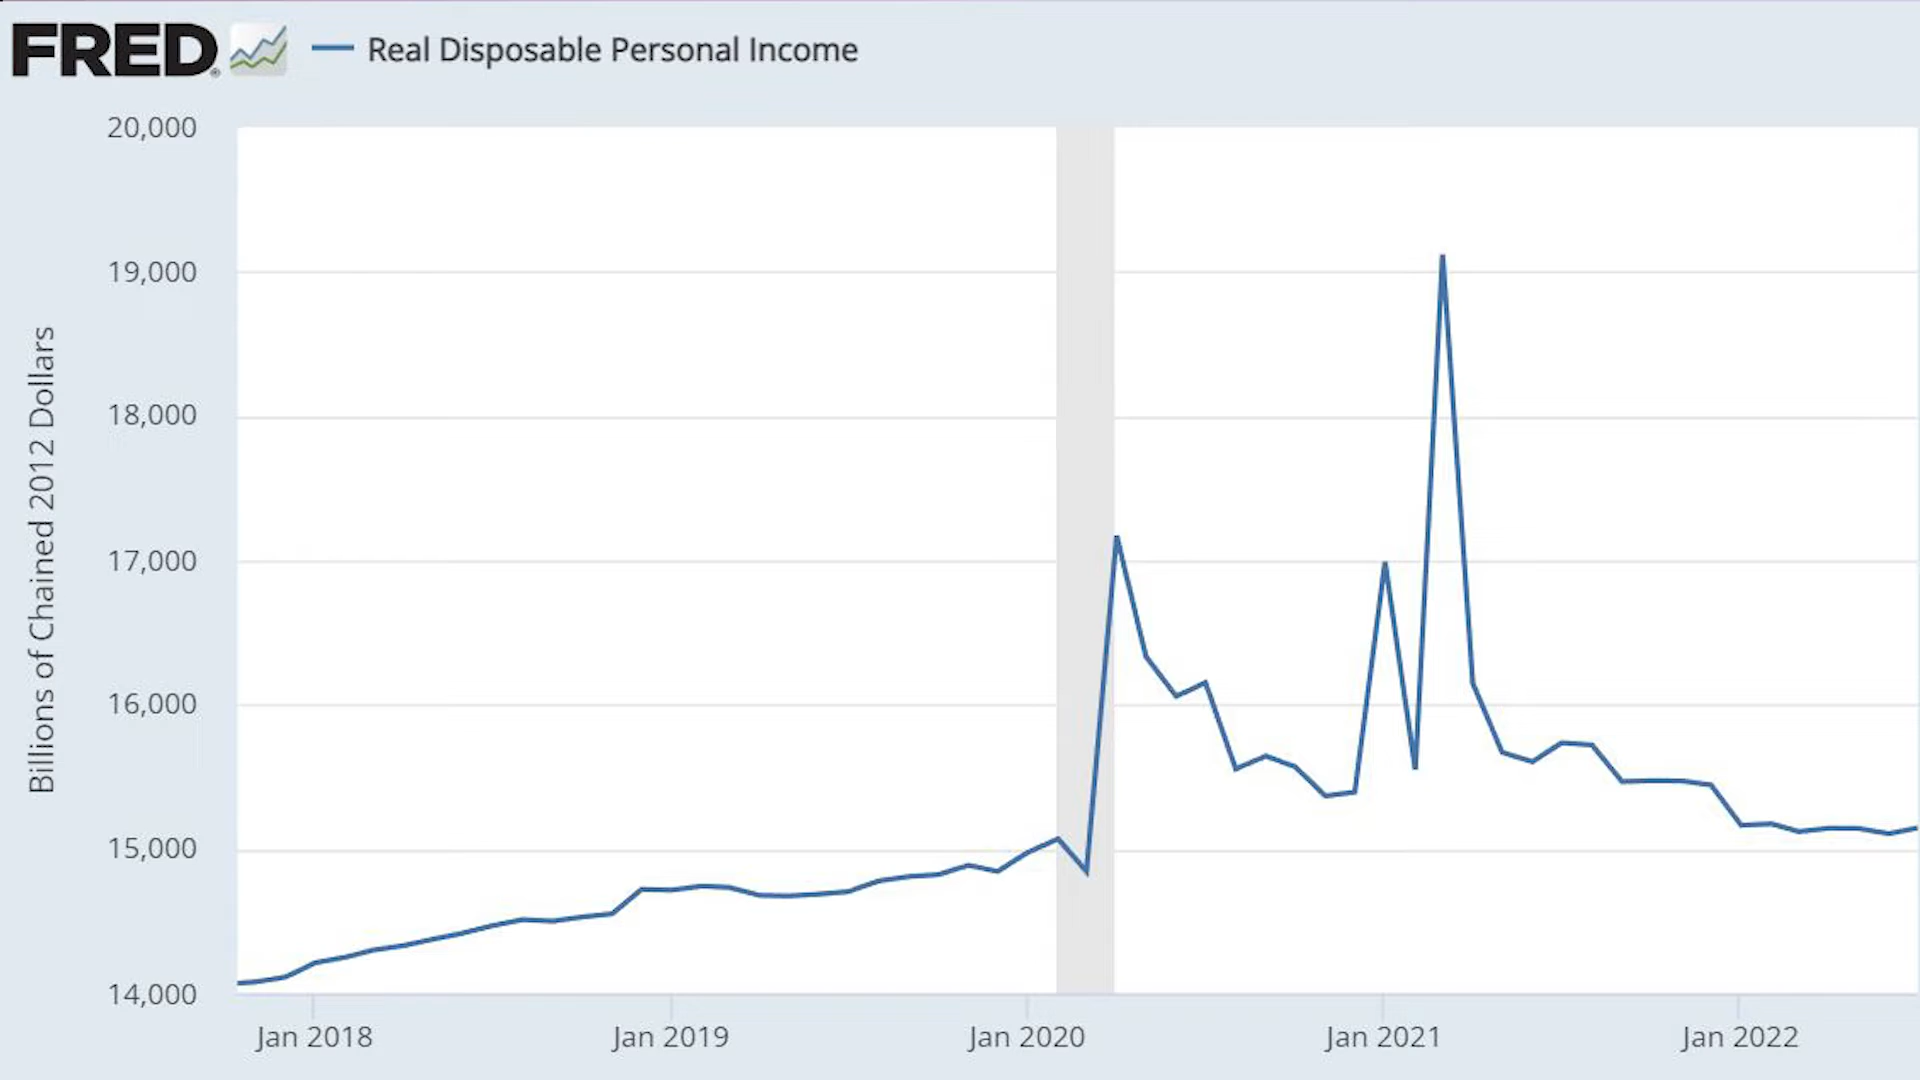 FRED
Real Disposable Personal Income
20,000
19,000
18,000
17,000
16,000
15,000
14,000
Billions of Chained 2012 Dollars
Jan 2018
Jan 2019
Jan 2020
Jan 2021
Jan 2022